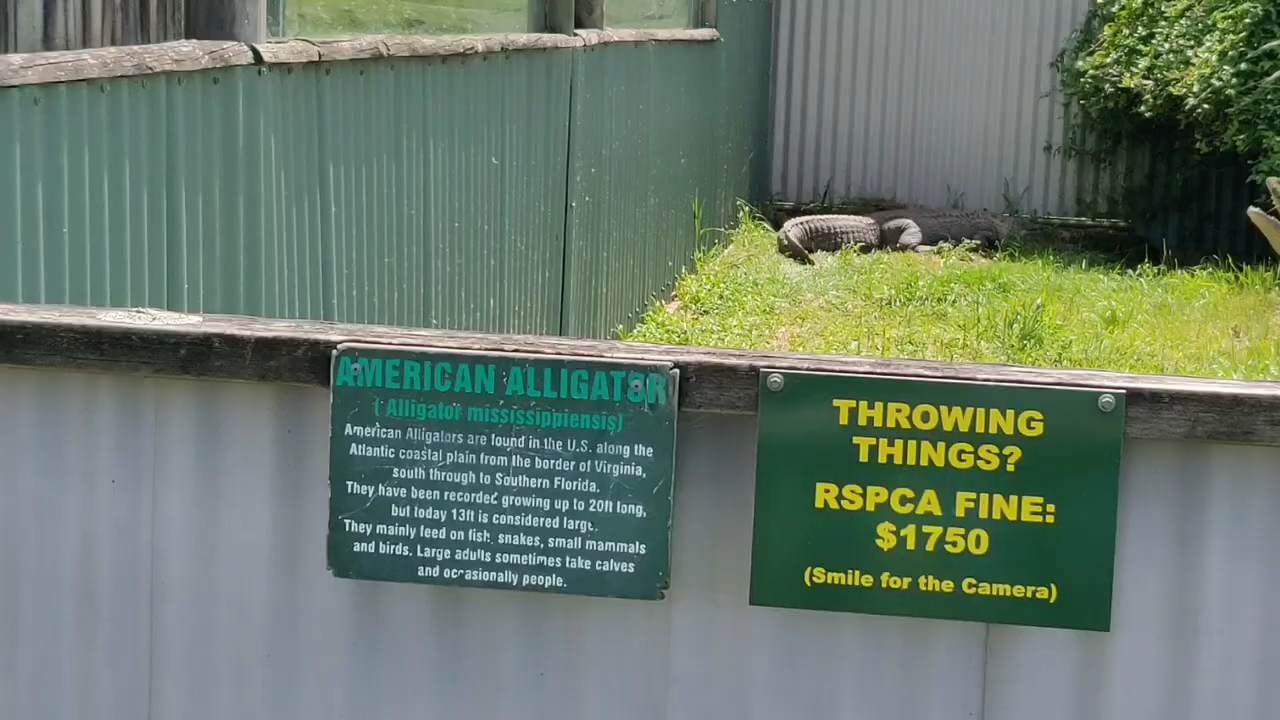 AMERICAN ALLIGATOR
( Alligator mississippiensis)
American Alligators are found in the U.S. along the
Atlantic coastal plain from the border of Virginia,
south through to Southern Florida.
They have been recorded growing up to 20ft long,
but today 13ft is considered large.
They mainly feed on fish, snakes, small mammals
and birds. Large adults sometimes take calves
and occasionally people.
THROWING
THINGS?
RSPCA FINE:
$1750
(Smile for the Camera)